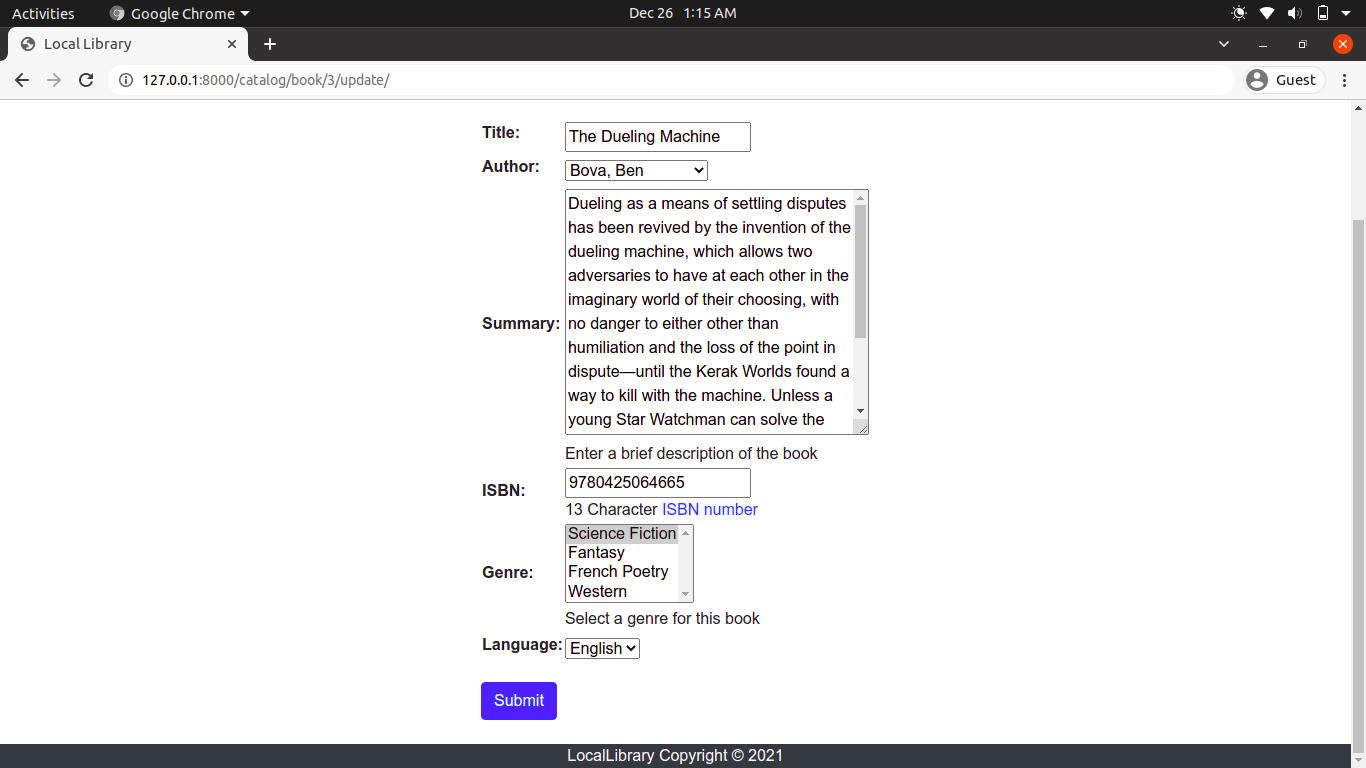 Activities Google Chrome Dec 26 1:15 AM
Local Library
127.0.0.1:8000/catalog/book/3/update/ Guest
Title: The Dueling Machine
Author: Bova, Ben
Summary:
Dueling as a means of settling disputes
has been revived by the invention of the
dueling machine, which allows two
adversaries to have at each other in the
imaginary world of their choosing, with
no danger to either other than
humiliation and the loss of the point in
dispute—until the Kerak Worlds found a
way to kill with the machine. Unless a
young Star Watchman can solve the
Enter a brief description of the book
ISBN: 9780425064665
13 Character ISBN number
Genre:
Science Fiction
Fantasy
French Poetry
Western
Select a genre for this book
Language: English
Submit
LocalLibrary Copyright © 2021